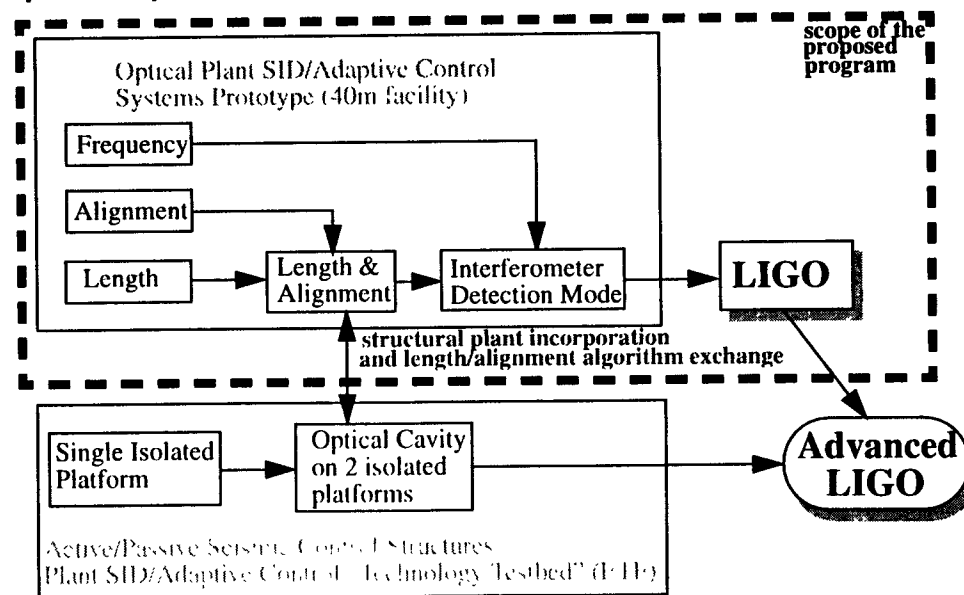 scope of the
proposed
program
Optical Plant SID/Adaptive Control
Systems Prototype (40m facility)
Frequency
Alignment
Length
Length &
Alignment
Interferometer
Detection Mode
LIGO
structural plant incorporation
and length/alignment algorithm exchange
Single Isolated
Platform
Optical Cavity
on 2 isolated
platforms
Advanced
LIGO
Active/Passive Seismic Control Structures
Plant SID/Adaptive Control "Technology Testbed"